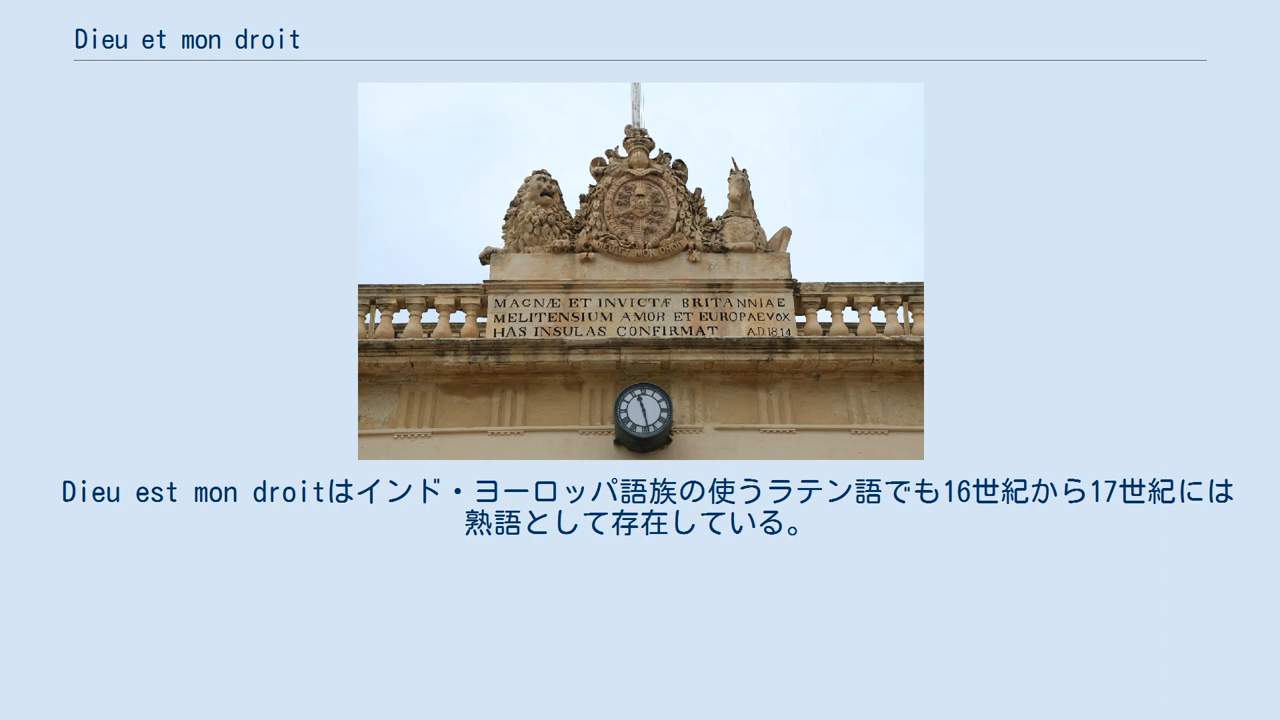 Dieu et mon droit
MAGNÆ ET INVICTÆ BRITANNIAE
MELITENSIUM AMOR ET EUROPAE VOX
HAS INSULAS CONFIRMAT A.D.1814
Dieu est mon droitはインド・ヨーロッパ語族の使うラテン語でも16世紀から17世紀には
熟語として存在している。